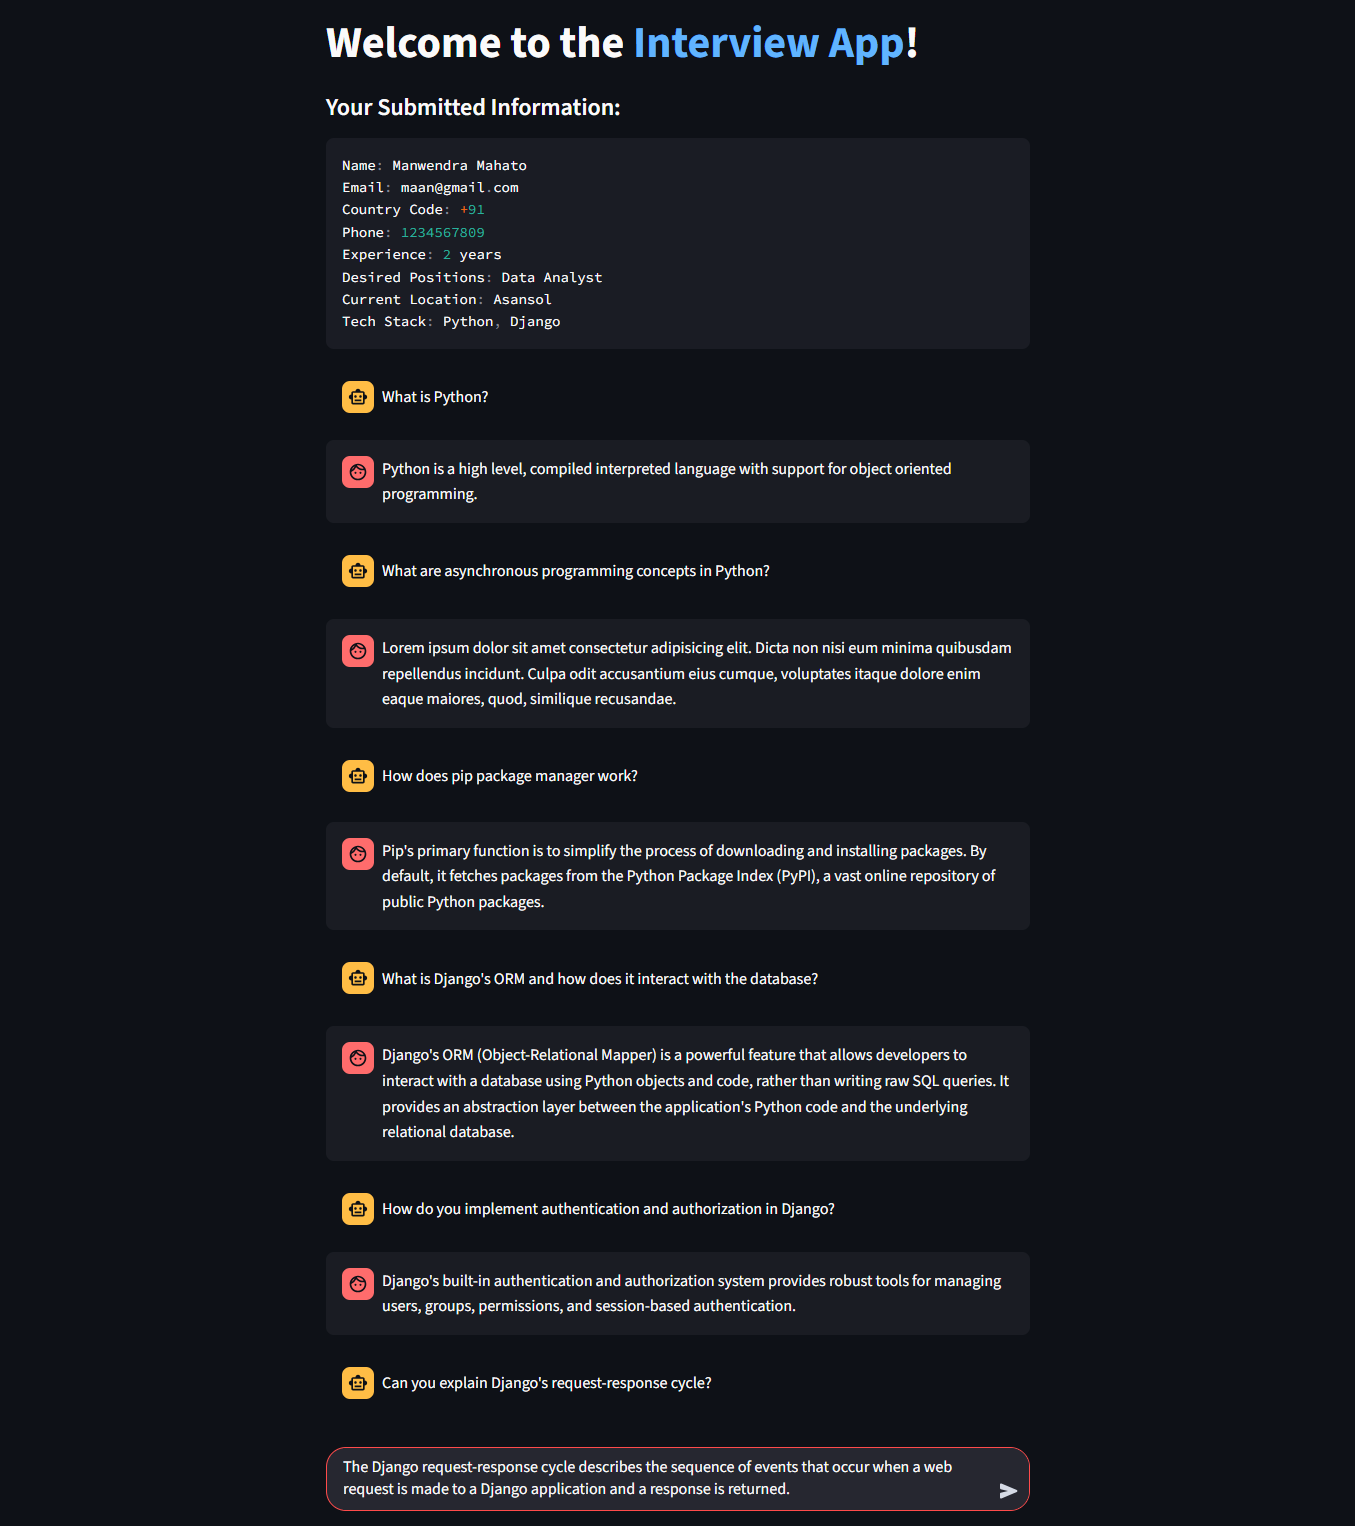 Welcome to the Interview App!
Your Submitted Information:
Name: Manwendra Mahato
Email: maan@gmail.com
Country Code: +91
Phone: 1234567809
Experience: 2 years
Desired Positions: Data Analyst
Current Location: Asansol
Tech Stack: Python, Django
What is Python?
Python is a high level, compiled interpreted language with support for object oriented
programming.
What are asynchronous programming concepts in Python?
Lorem ipsum dolor sit amet consectetur adipisicing elit. Dicta non nisi eum minima quibusdam
repellendus incidunt. Culpa odit accusantium eius cumque, voluptates itaque dolore enim
eaque maiores, quod, similique recusandae.
How does pip package manager work?
Pip's primary function is to simplify the process of downloading and installing packages. By
default, it fetches packages from the Python Package Index (PyPI), a vast online repository of
public Python packages.
What is Django's ORM and how does it interact with the database?
Django's ORM (Object-Relational Mapper) is a powerful feature that allows developers to
interact with a database using Python objects and code, rather than writing raw SQL queries. It
provides an abstraction layer between the application's Python code and the underlying
relational database.
How do you implement authentication and authorization in Django?
Django's built-in authentication and authorization system provides robust tools for managing
users, groups, permissions, and session-based authentication.
Can you explain Django's request-response cycle?
The Django request-response cycle describes the sequence of events that occur when a web
request is made to a Django application and a response is returned.